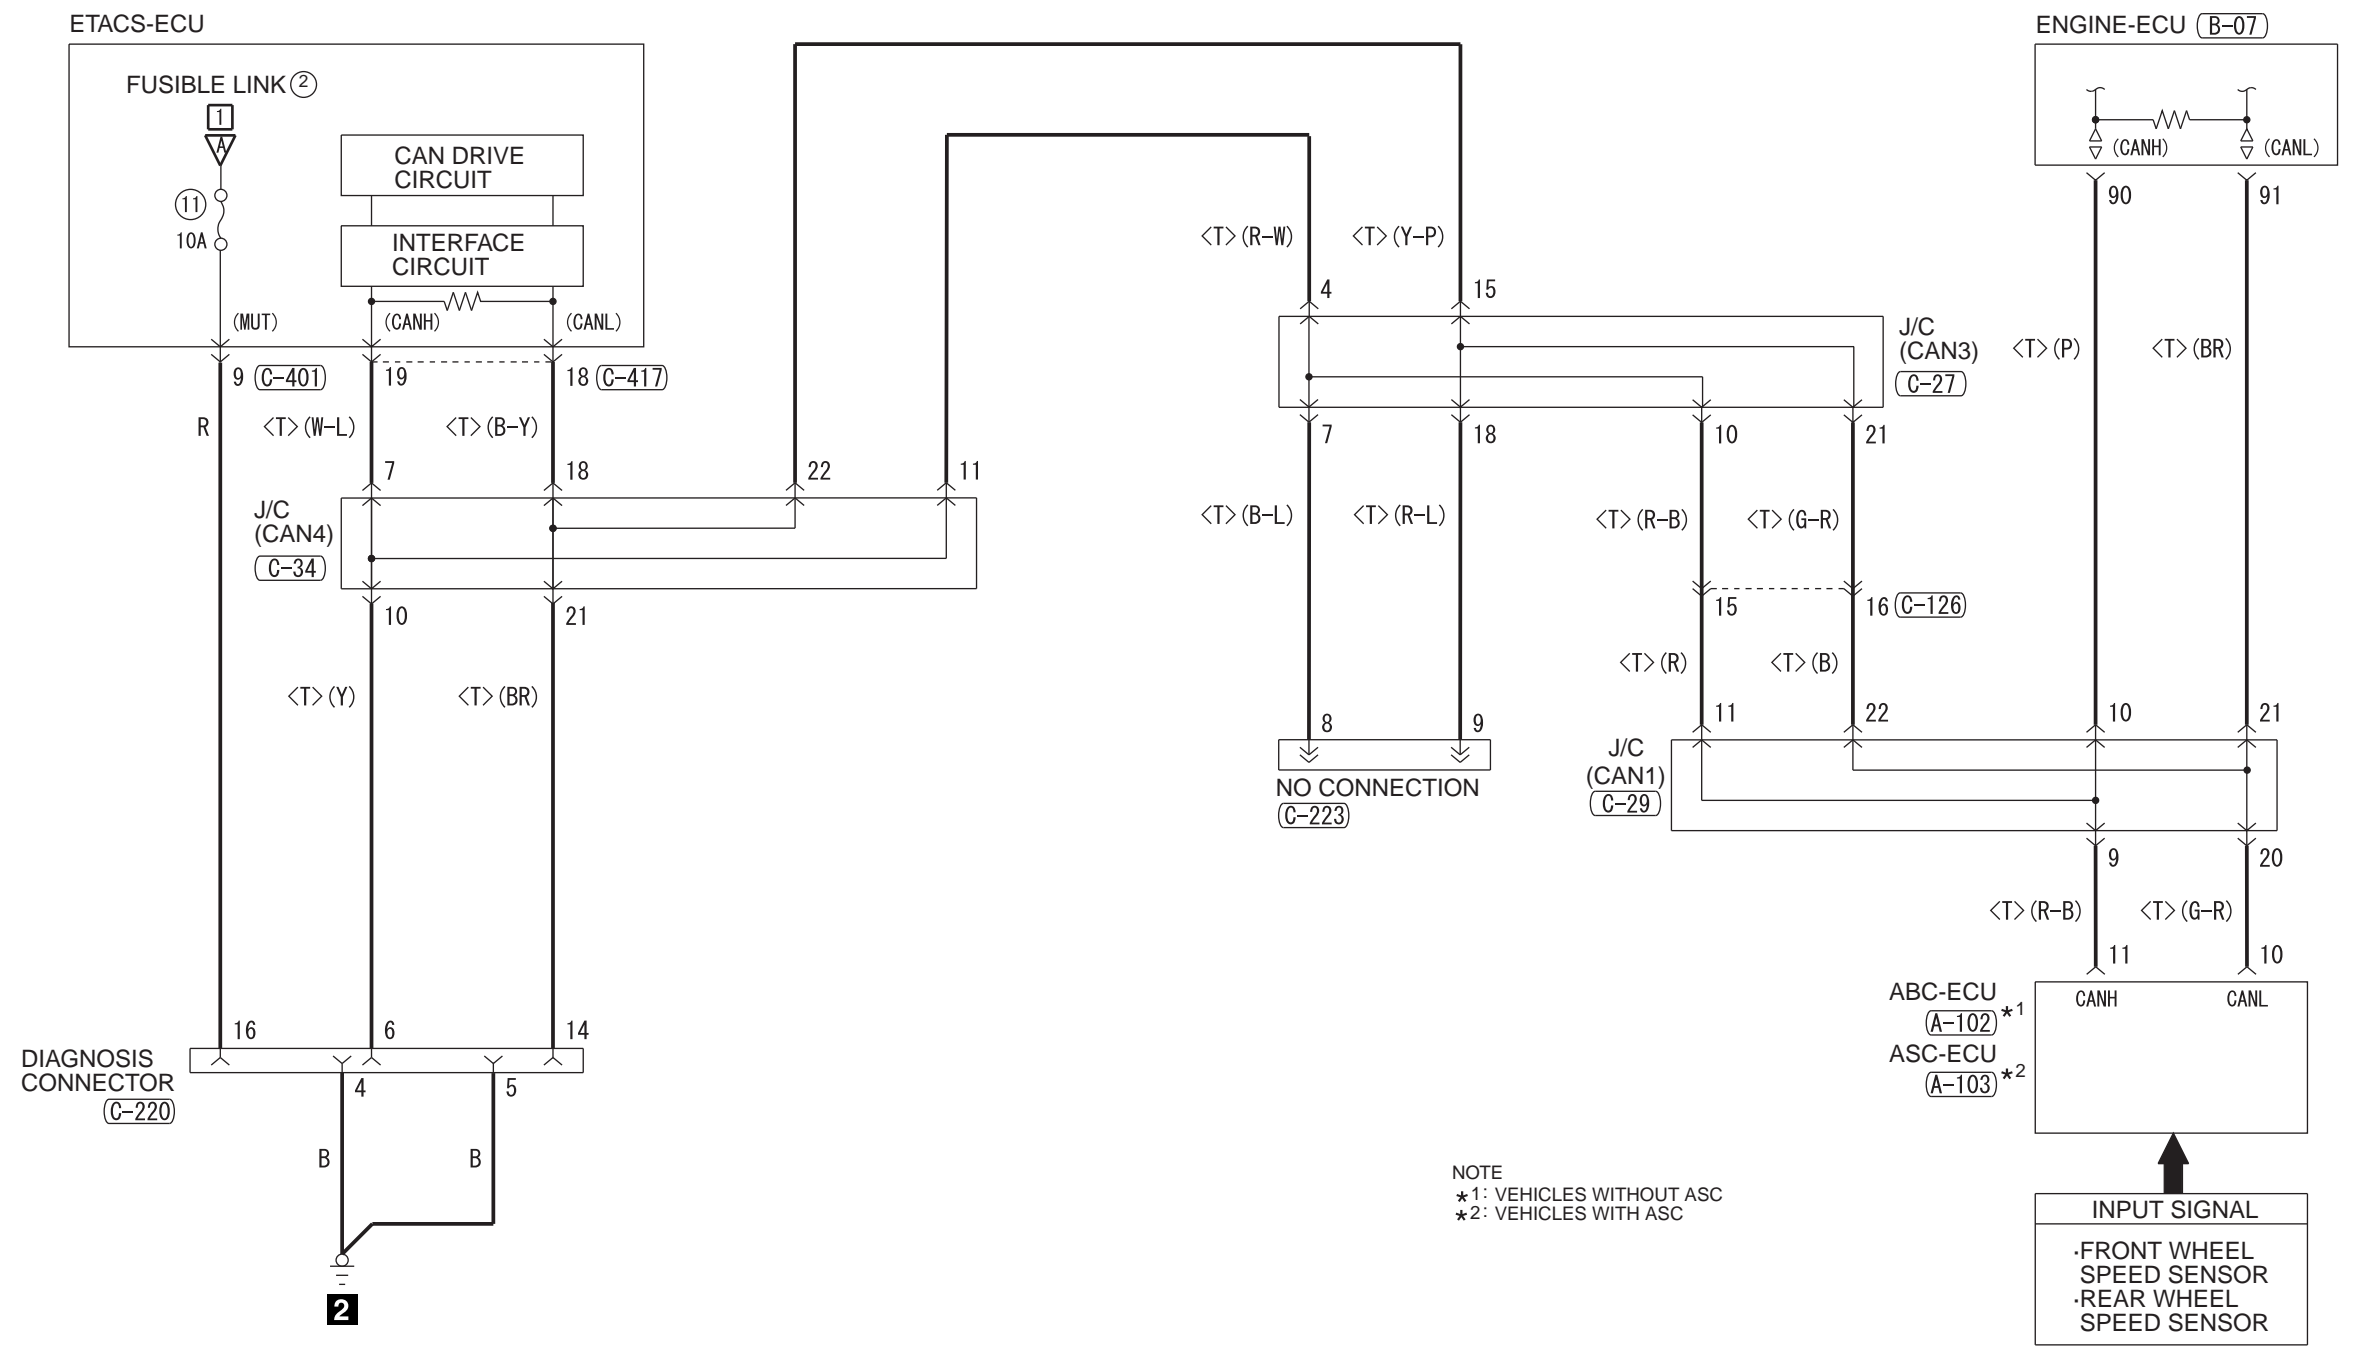 ETACS-ECU
FUSIBLE LINK 2
1
A
11
10A
CAN DRIVE
CIRCUIT
INTERFACE
CIRCUIT
(MUT)
(CANH)
(CANL)
9 C-401
19
18 C-417
R
<T>(W-L)
<T>(B-Y)
7
18
22
11
J/C
(CAN4)
C-34
10
21
<T>(Y)
<T>(BR)
16
6
14
DIAGNOSIS
CONNECTOR
C-220
4
5
B
B
2
<T>(R-W)
<T>(Y-P)
4
15
J/C
(CAN3)
C-27
7
18
10
21
<T>(B-L)
<T>(R-L)
<T>(R-B)
<T>(G-R)
15
16 C-126
<T>(R)
<T>(B)
8
9
NO CONNECTION
C-223
ENGINE-ECU B-07
(CANH)
(CANL)
90
91
<T>(P)
<T>(BR)
11
22
10
21
J/C
(CAN1)
C-29
9
20
<T>(R-B)
<T>(G-R)
11
10
ABC-ECU
A-102 *1
ASC-ECU
A-103 *2
CANH
CANL
INPUT SIGNAL
·FRONT WHEEL
SPEED SENSOR
·REAR WHEEL
SPEED SENSOR
NOTE
*1: VEHICLES WITHOUT ASC
*2: VEHICLES WITH ASC